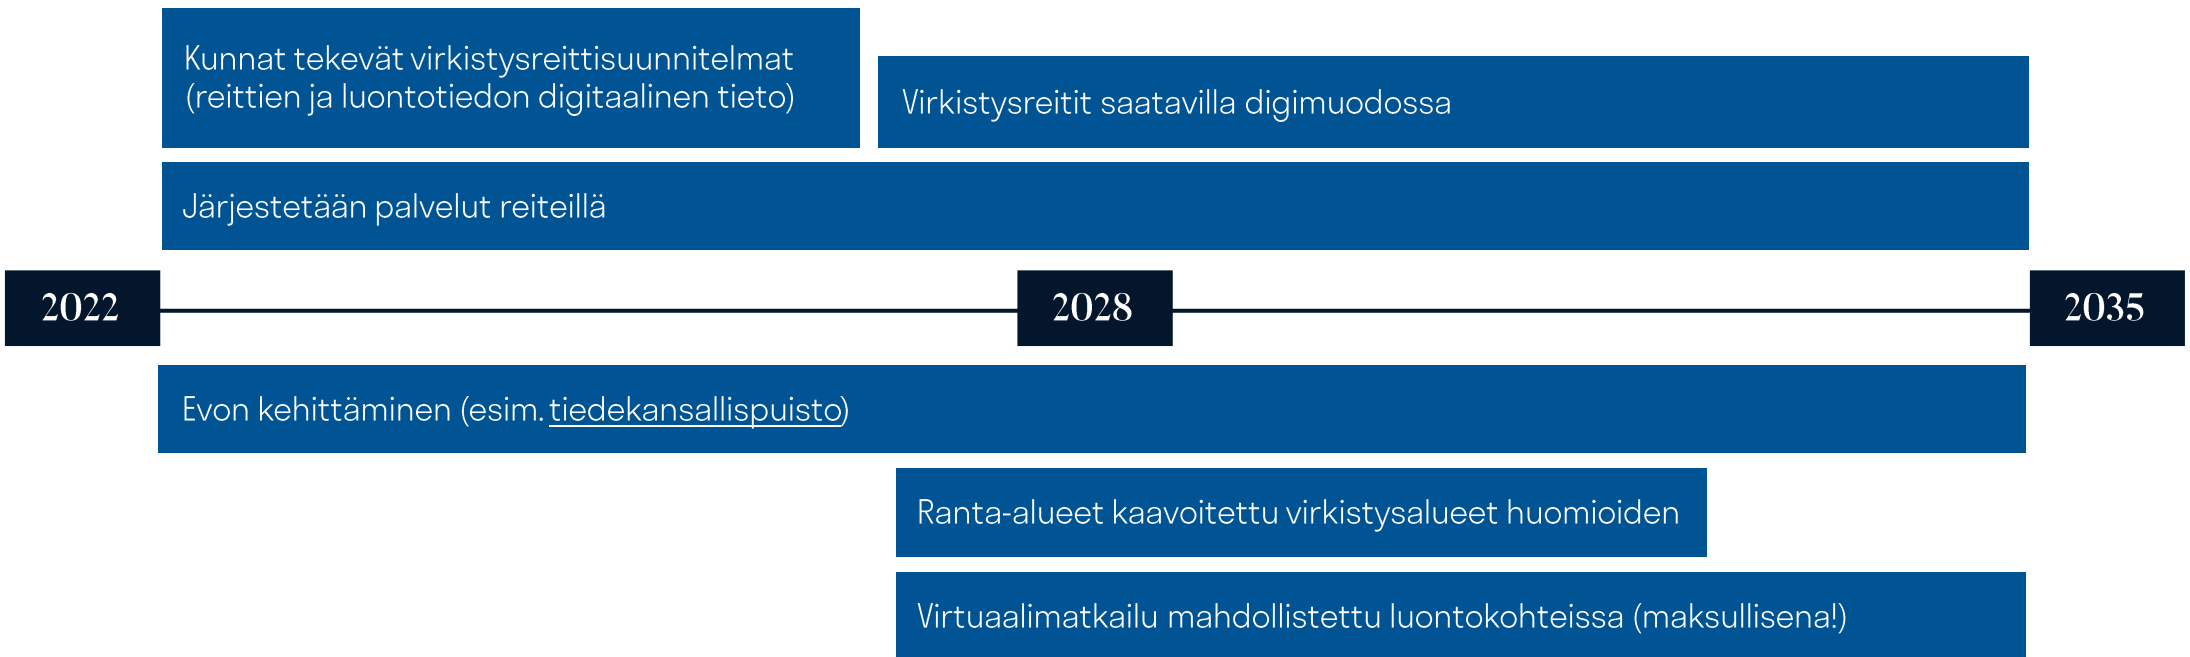 Kunnat tekevät virkistysreittisuunnitelmat
(reittien ja luontotiedon digitaalinen tieto)
Virkistysreitit saatavilla digimuodossa
Järjestetään palvelut reiteillä
2022
2028
2035
Evon kehittäminen (esim. tiedekansallispuisto)
Ranta-alueet kaavoitettu virkistysalueet huomioiden
Virtuaalimatkailu mahdollistettu luontokohteissa (maksullisena!)